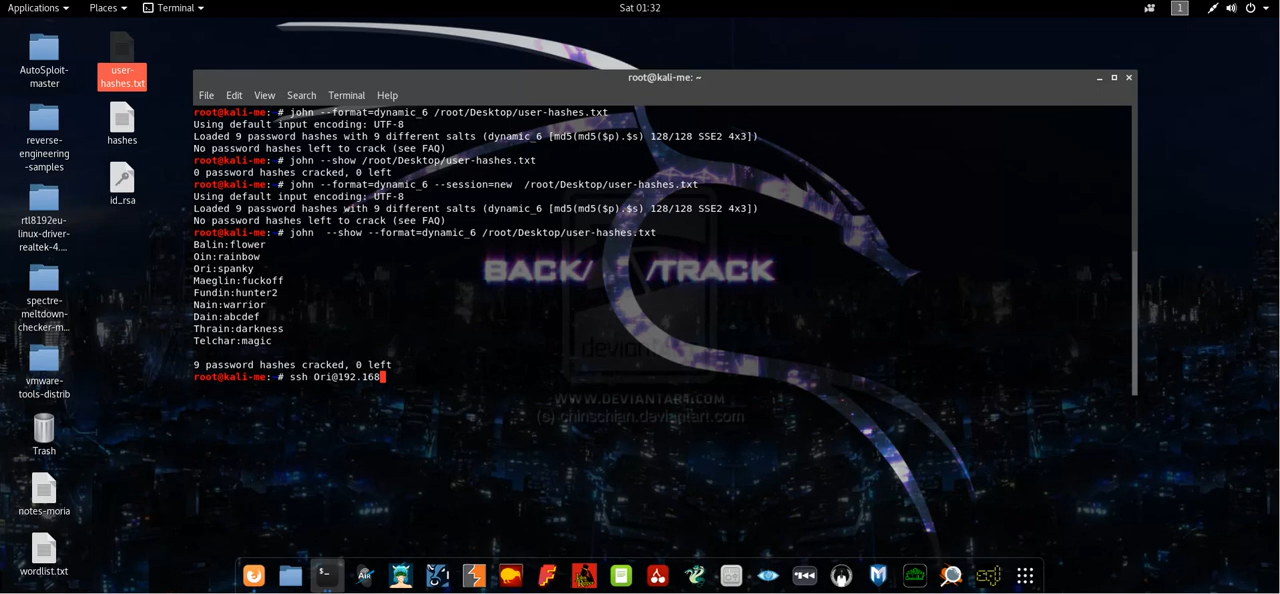 Applications
Places
Terminal
Sat 01:32
1
AutoSploit-
master
user-
hashes.txt
reverse-
engineering
-samples
hashes
rtl8192eu-
linux-driver-
realtek-4....
id_rsa
spectre-
meltdown-
checker-m...
vmware-
tools-distrib
Trash
notes-moria
wordlist.txt
root@kali-me: ~
File Edit View Search Terminal Help
root@kali-me:~# john --format=dynamic_6 /root/Desktop/user-hashes.txt
Using default input encoding: UTF-8
Loaded 9 password hashes with 9 different salts (dynamic_6 [md5(md5($p).$s) 128/128 SSE2 4x3])
No password hashes left to crack (see FAQ)
root@kali-me:~# john --show /root/Desktop/user-hashes.txt
0 password hashes cracked, 0 left
root@kali-me:~# john --format=dynamic_6 --session=new  /root/Desktop/user-hashes.txt
Using default input encoding: UTF-8
Loaded 9 password hashes with 9 different salts (dynamic_6 [md5(md5($p).$s) 128/128 SSE2 4x3])
No password hashes left to crack (see FAQ)
root@kali-me:~# john  --show --format=dynamic_6 /root/Desktop/user-hashes.txt
Balin:flower
Oin:rainbow
Ori:spanky
Maeglin:fuckoff
Fundin:hunter2
Nain:warrior
Dain:abcdef
Thrain:darkness
Telchar:magic
9 password hashes cracked, 0 left
root@kali-me:~# ssh Ori@192.168
BACK/ /TRACK
deviant
WWW.DEVIANTART.COM
(c) chinschian.deviantart.com